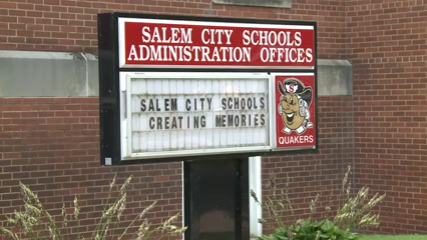 SALEM CITY SCHOOLS
ADMINISTRATION OFFICES
SALEM CITY SCHOOLS
CREATING MEMORIES
S
QUAKERS